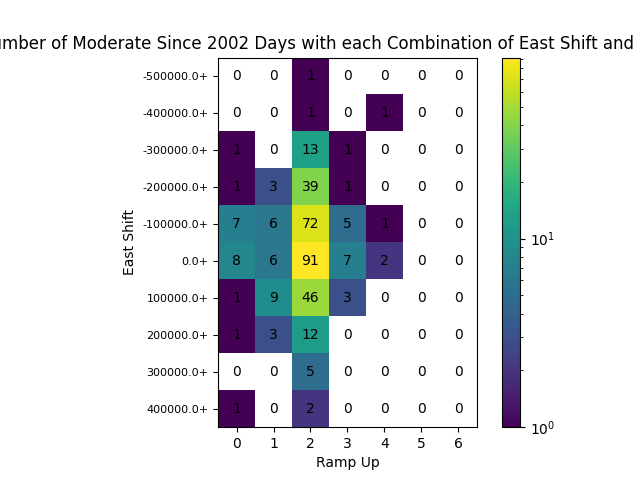 umber of Moderate Since 2002 Days with each Combination of East Shift and
East Shift
-500000.0+ 0 0 1 0 0 0 0
-400000.0+ 0 0 1 0 1 0 0
-300000.0+ 1 0 13 1 0 0 0
-200000.0+ 1 3 39 1 0 0 0
-100000.0+ 7 6 72 5 1 0 0
0.0+ 8 6 91 7 2 0 0
100000.0+ 1 9 46 3 0 0 0
200000.0+ 1 3 12 0 0 0 0
300000.0+ 0 0 5 0 0 0 0
400000.0+ 1 0 2 0 0 0 0
0 1 2 3 4 5 6
Ramp Up
10¹
10⁰